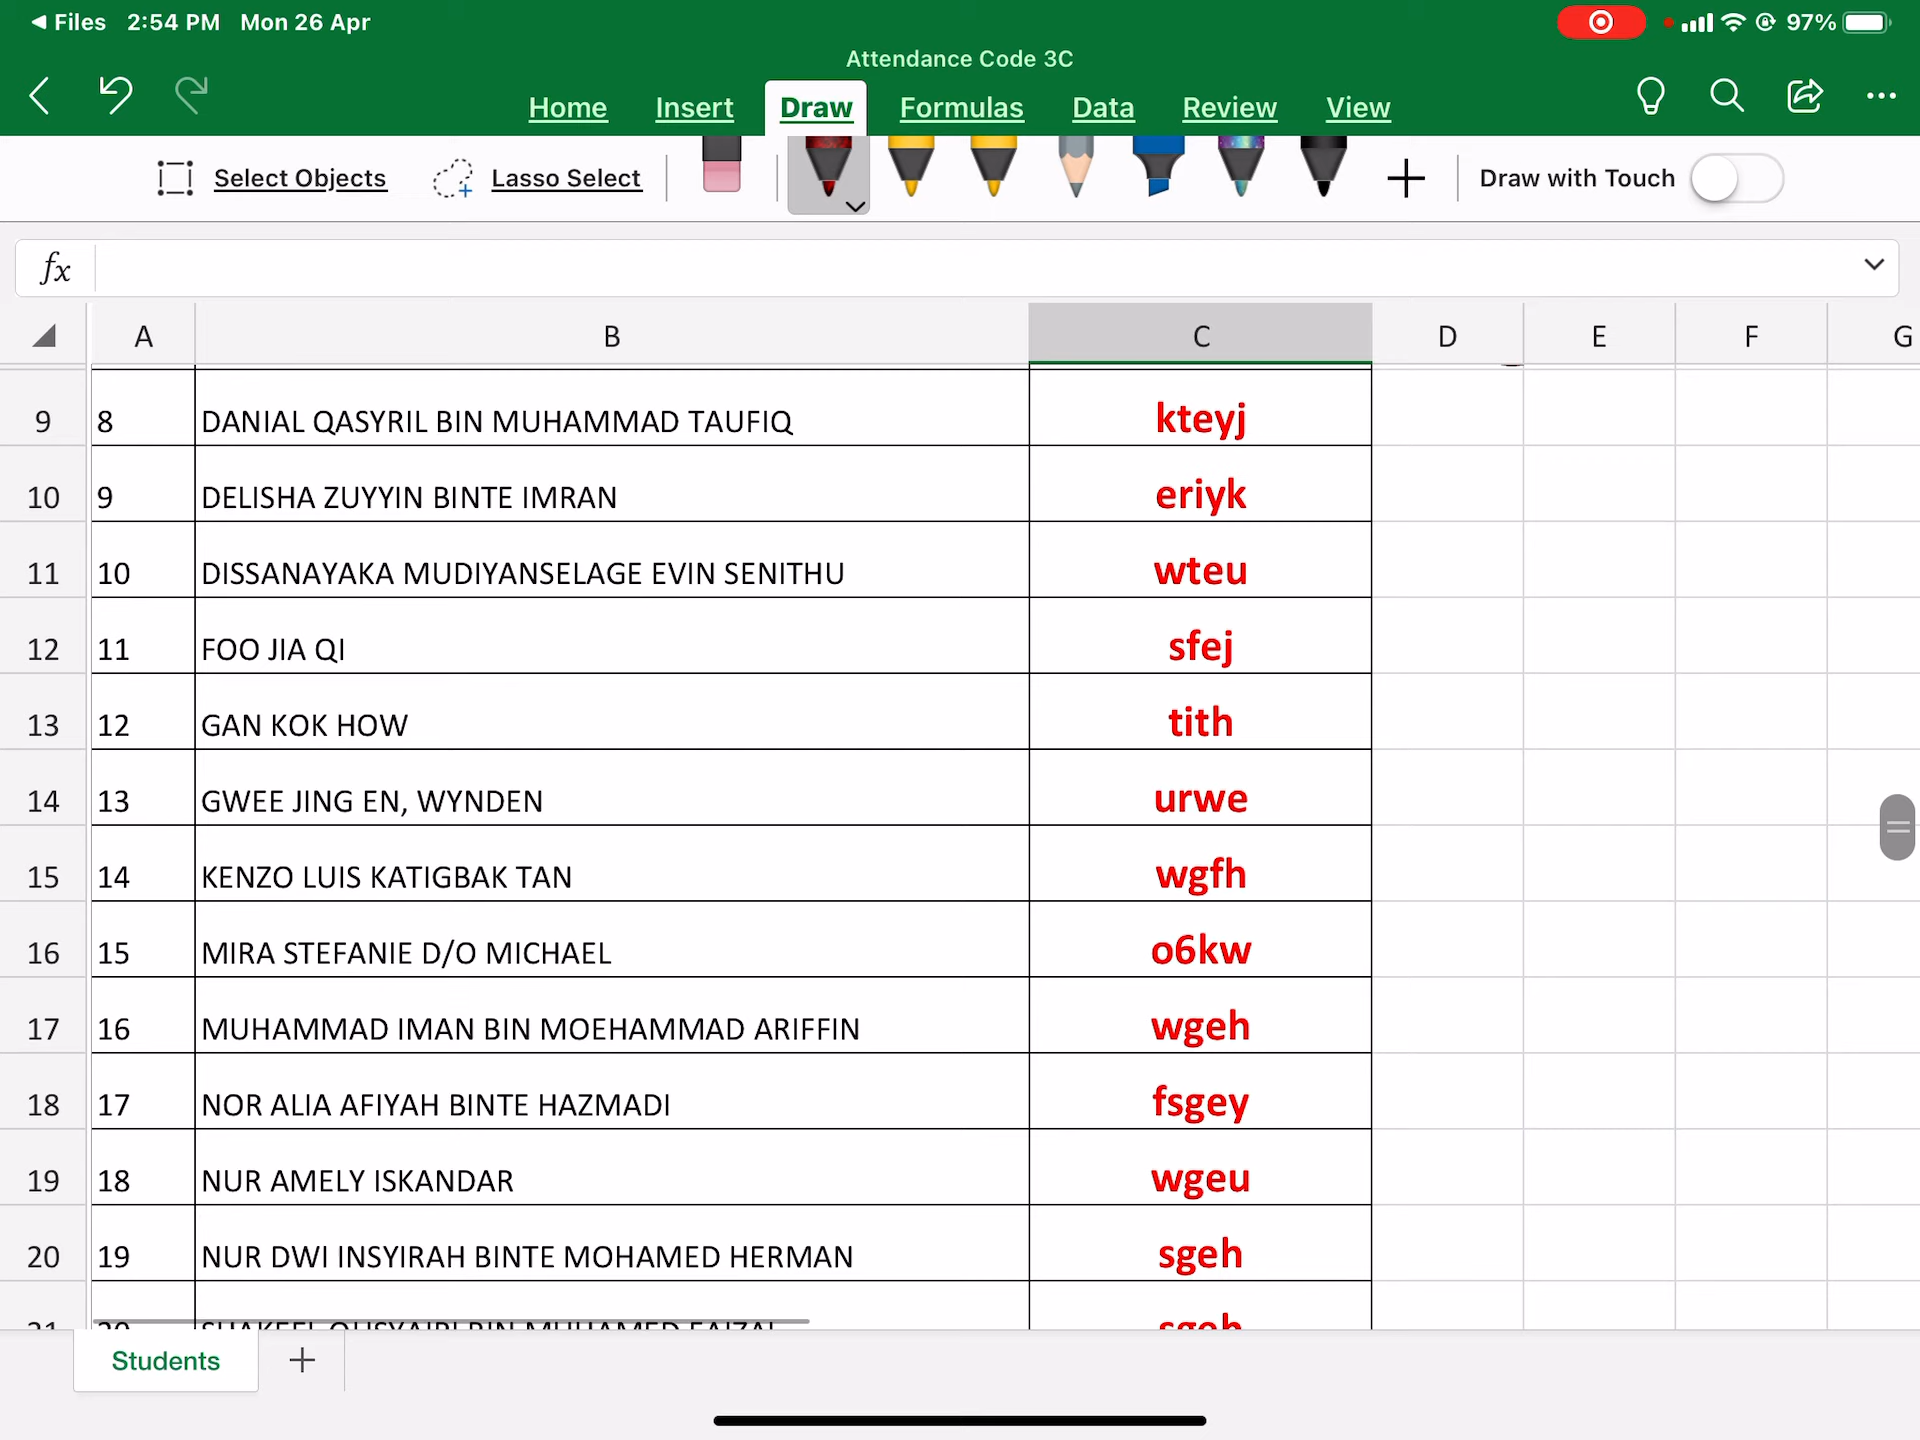 Files 2:54 PM Mon 26 Apr 97%
Attendance Code 3C
Home Insert Draw Formulas Data Review View
Select Objects Lasso Select Draw with Touch
fx
A B C D E F G
9 8 DANIAL QASYRIL BIN MUHAMMAD TAUFIQ kteyj
10 9 DELISHA ZUYYIN BINTE IMRAN eriyk
11 10 DISSANAYAKA MUDIYANSELAGE EVIN SENITHU wteu
12 11 FOO JIA QI sfej
13 12 GAN KOK HOW tith
14 13 GWEE JING EN, WYNDEN urwe
15 14 KENZO LUIS KATIGBAK TAN wgfh
16 15 MIRA STEFANIE D/O MICHAEL o6kw
17 16 MUHAMMAD IMAN BIN MOEHAMMAD ARIFFIN wgeh
18 17 NOR ALIA AFIYAH BINTE HAZMADI fsgey
19 18 NUR AMELY ISKANDAR wgeu
20 19 NUR DWI INSYIRAH BINTE MOHAMED HERMAN sgeh
21 20 BIN MUHAMED
Students